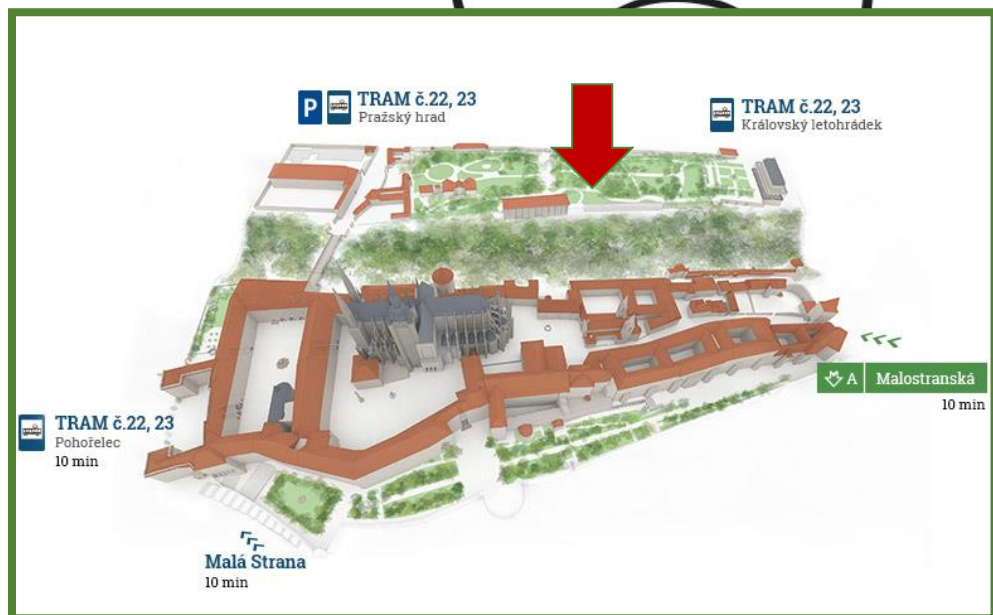 P
TRAM č.22, 23
Pražský hrad
TRAM č.22, 23
Královský letohrádek
A Malostranská
10 min
TRAM č.22, 23
Pohořelec
10 min
Malá Strana
10 min